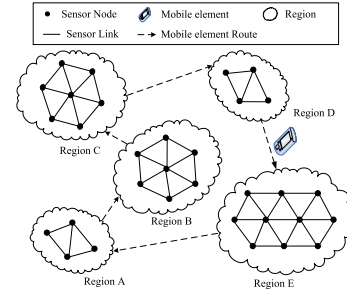 Sensor Node
Mobile element
Region
Sensor Link
Mobile element Route
Region D
Region C
Region B
Region A
Region E